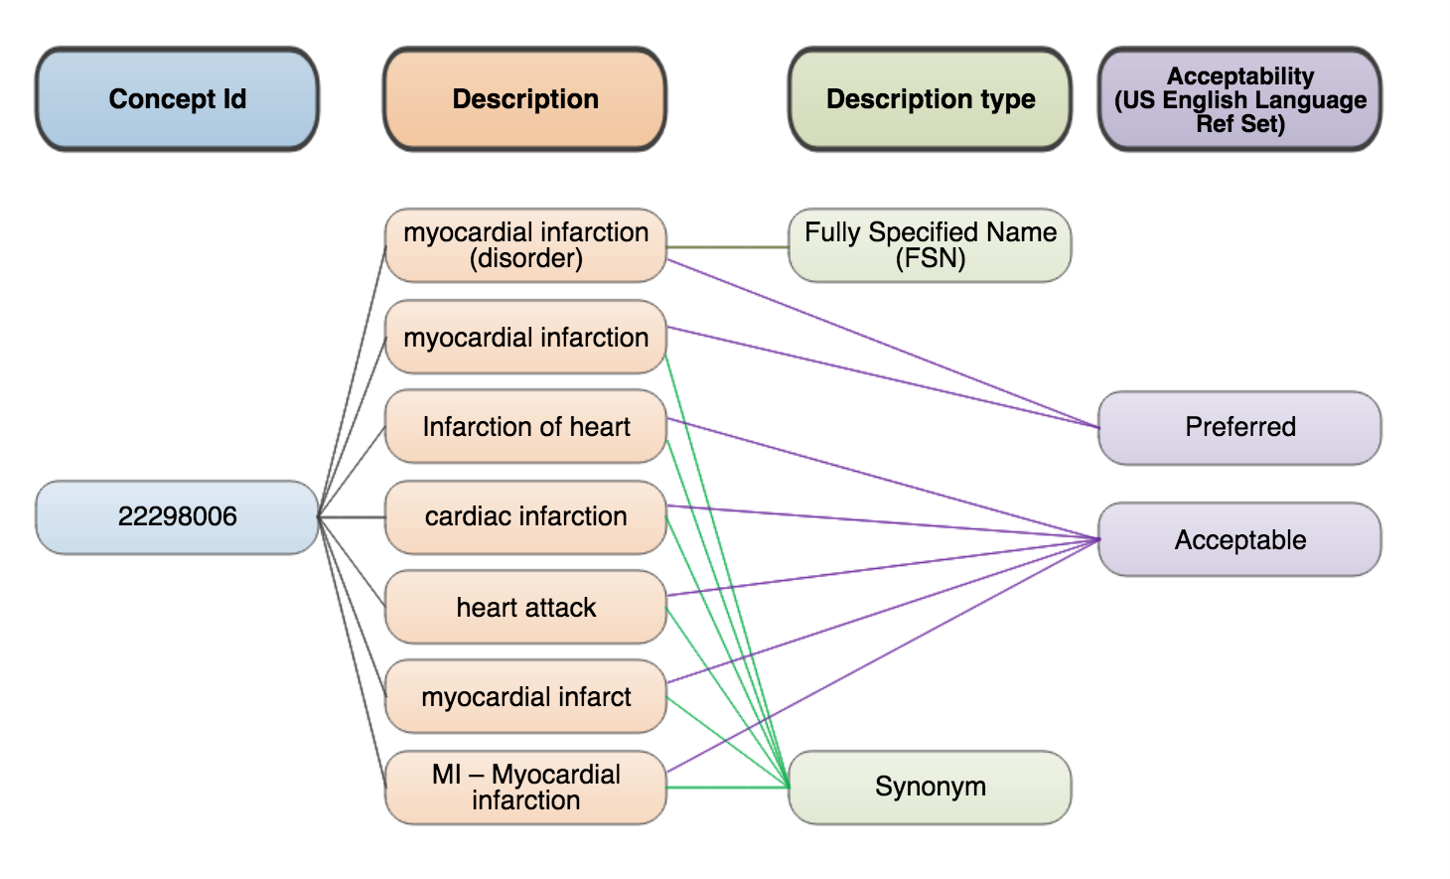 Concept Id
Description
Description type
Acceptability
(US English Language
Ref Set)
myocardial infarction
(disorder)
Fully Specified Name
(FSN)
myocardial infarction
Infarction of heart
Preferred
22298006
cardiac infarction
Acceptable
heart attack
myocardial infarct
MI – Myocardial
infarction
Synonym